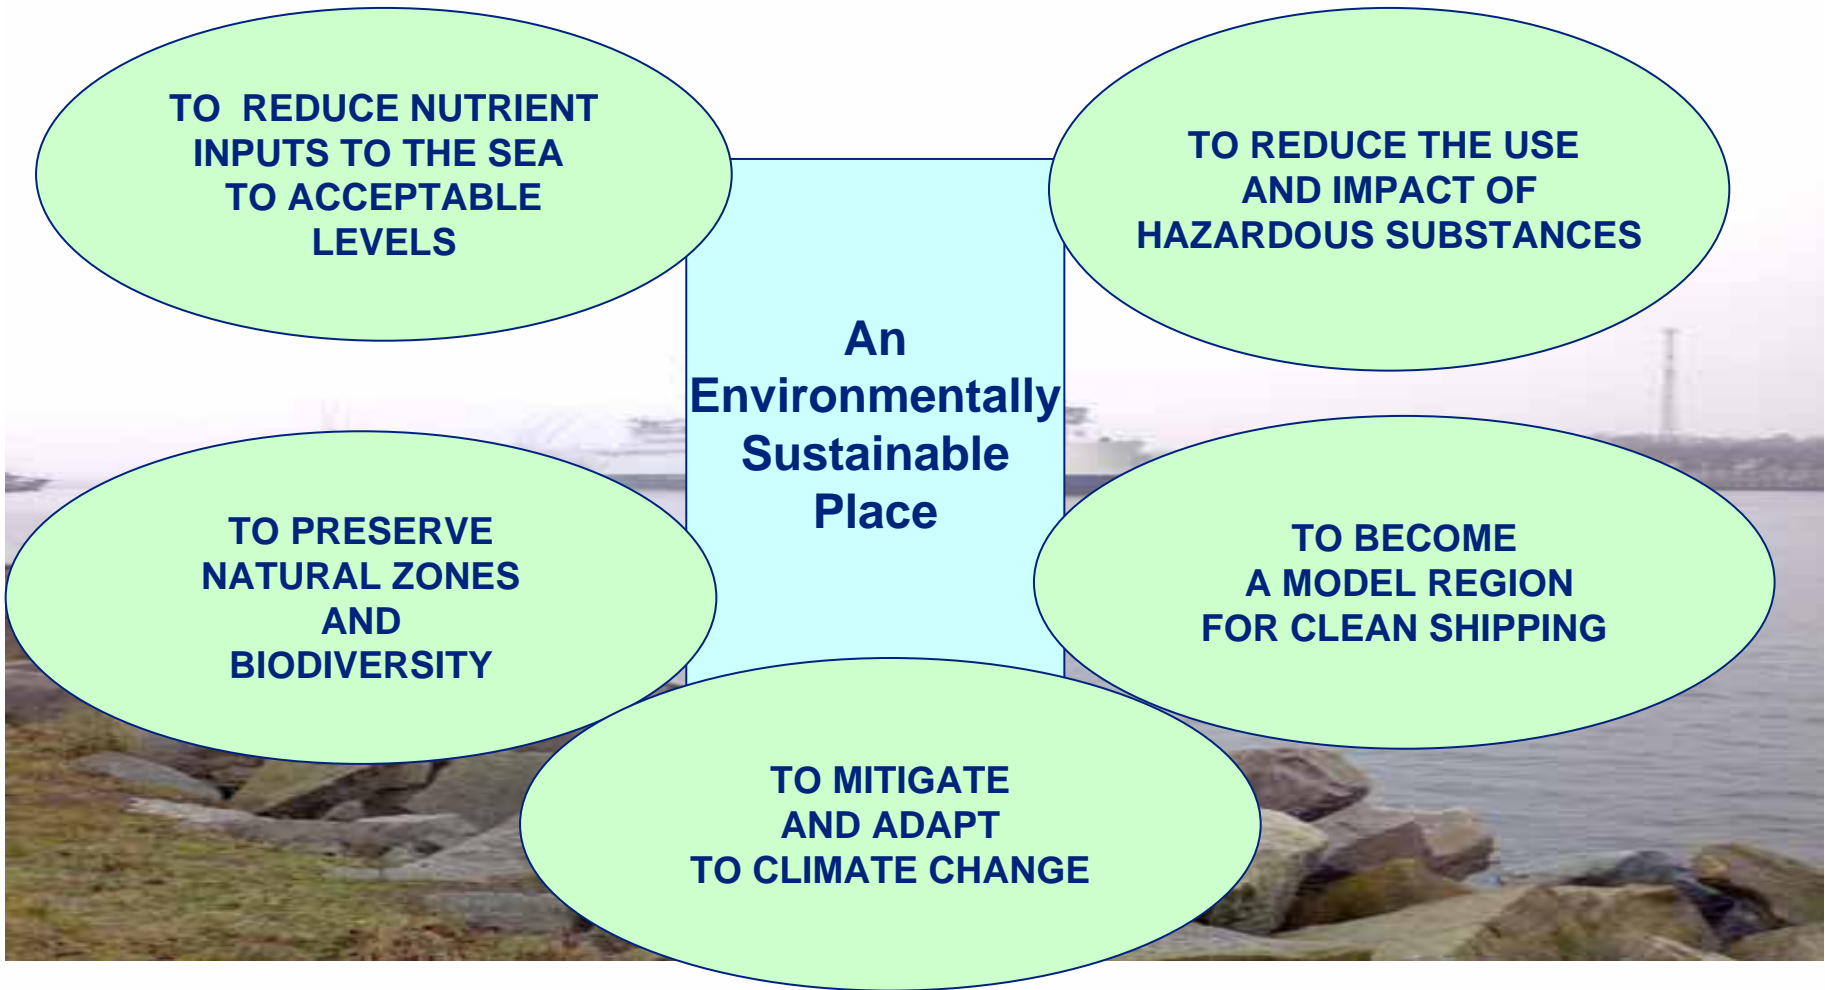 TO REDUCE NUTRIENT
INPUTS TO THE SEA
TO ACCEPTABLE
LEVELS
TO REDUCE THE USE
AND IMPACT OF
HAZARDOUS SUBSTANCES
An
Environmentally
Sustainable
Place
TO PRESERVE
NATURAL ZONES
AND
BIODIVERSITY
TO BECOME
A MODEL REGION
FOR CLEAN SHIPPING
TO MITIGATE
AND ADAPT
TO CLIMATE CHANGE